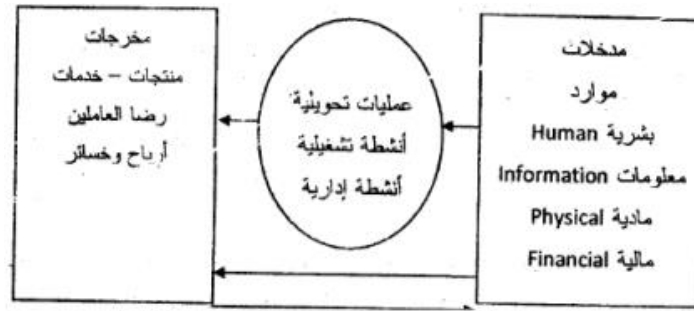 مدخلات
موارد
بشرية Human
معلومات Information
مادية Physical
مالية Financial
عمليات تحويلية
أنشطة تشغيلية
أنشطة إدارية
مخرجات
منتجات – خدمات
رضا العاملين
أرباح وخسائر